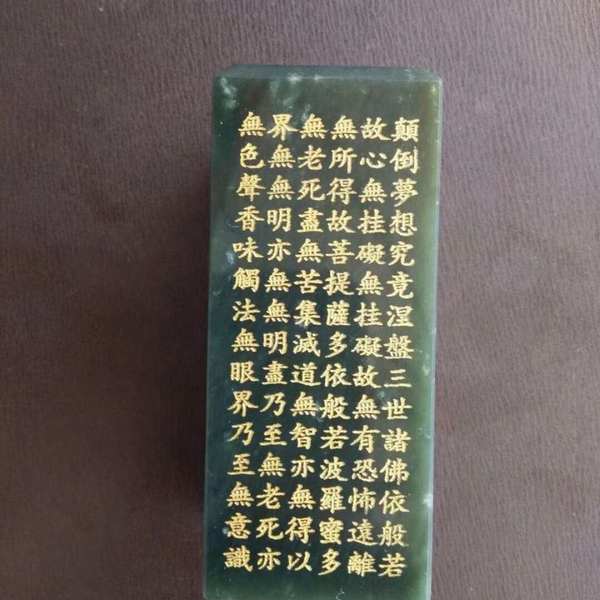 無色聲香味觸法無眼界乃至無意識
界無無明亦無無明盡乃至無老死亦
無老死盡無苦集滅道無智亦無得以
無所得故菩提薩多依般若波羅蜜多
故心無挂礙無挂礙故無有恐怖遠離
顛倒夢想究竟涅盤三世諸佛依般若